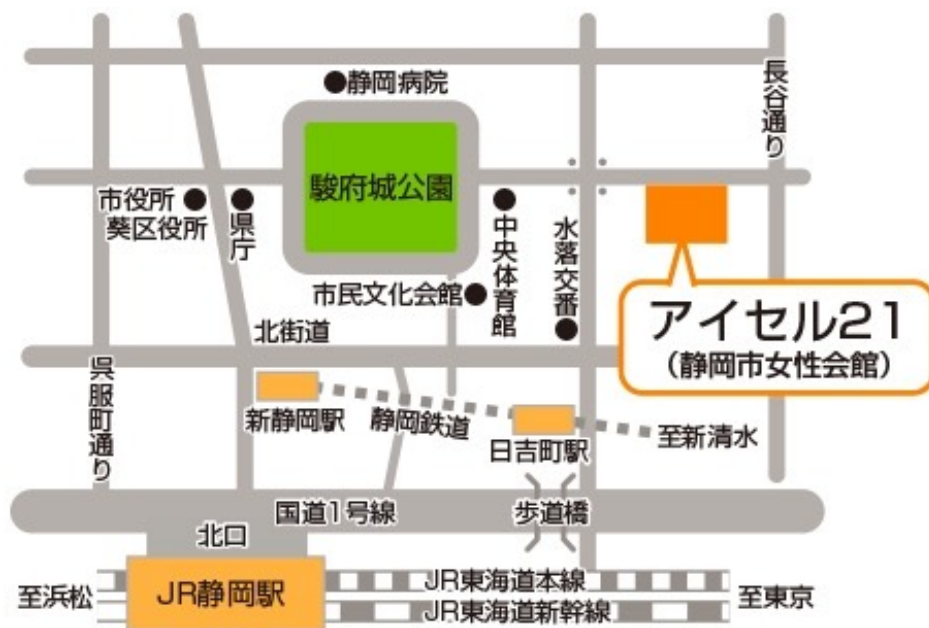 静岡病院
長谷通り
駿府城公園
市役所
葵区役所
県庁
中央体育館
水落交番
市民文化会館
アイセル21
(静岡市女性会館)
北街道
呉服町通り
新静岡駅
静岡鉄道
日吉町駅
至新清水
国道1号線
歩道橋
北口
至浜松
JR静岡駅
JR東海道本線
JR東海道新幹線
至東京